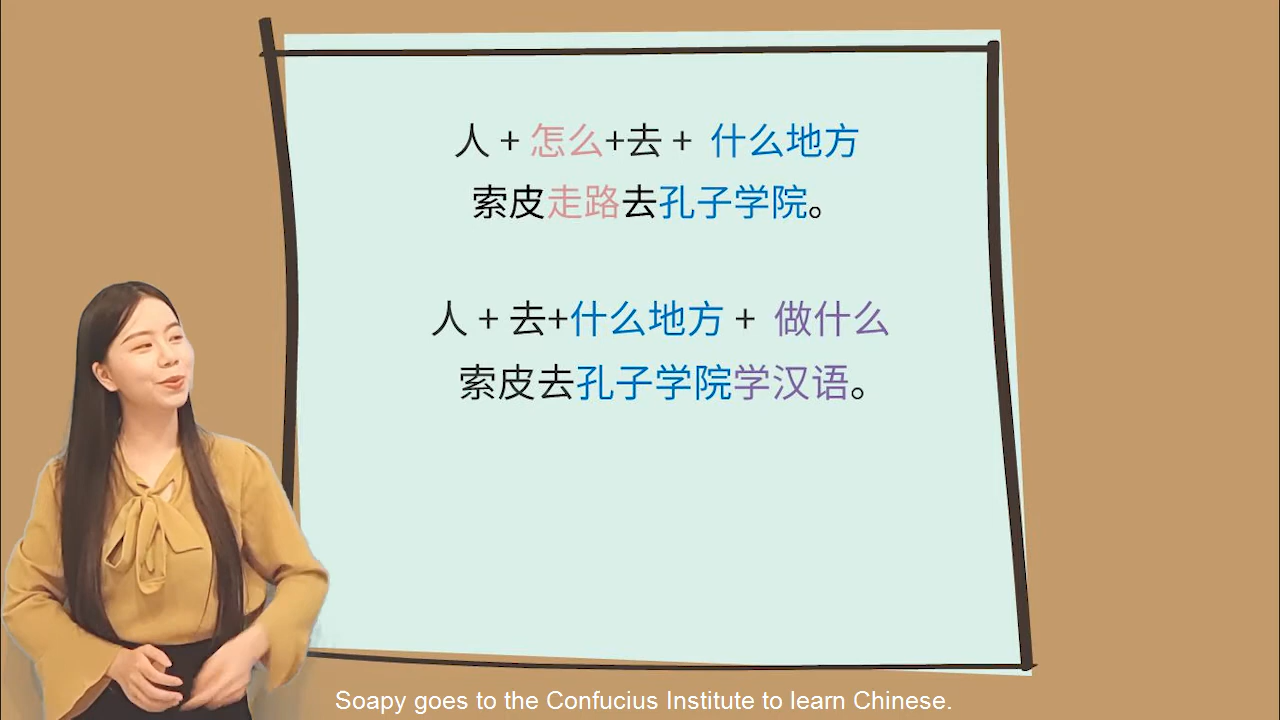 人 + 怎么+去 + 什么地方
索皮走路去孔子学院。
人 + 去+什么地方 + 做什么
索皮去孔子学院学汉语。
Soapy goes to the Confucius Institute to learn Chinese.